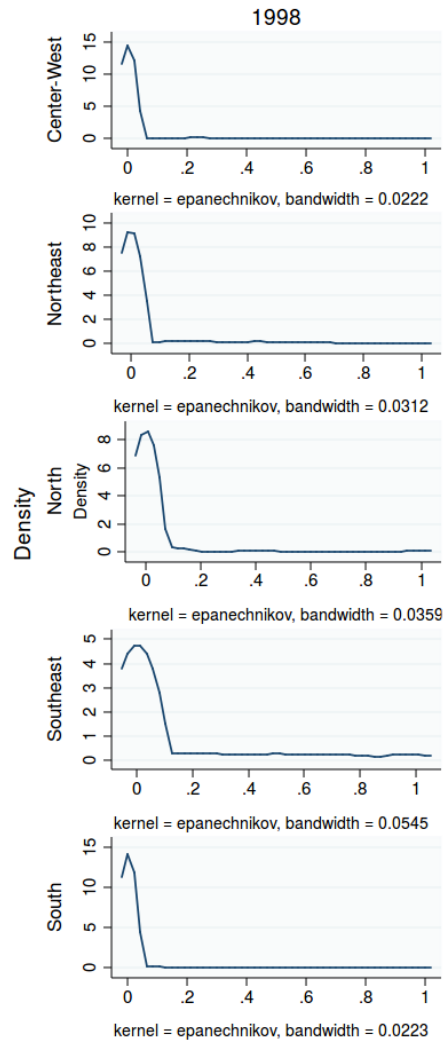 1998
Center-West
15
10
5
0
0 .2 .4 .6 .8 1
kernel = epanechnikov, bandwidth = 0.0222
Northeast
10
8
6
4
2
0
0 .2 .4 .6 .8 1
kernel = epanechnikov, bandwidth = 0.0312
Density
North
Density
8
6
4
2
0
0 0.2 0.4 .6 .8 1
kernel = epanechnikov, bandwidth = 0.0359
Southeast
5
4
3
2
1
0
0 .2 .4 .6 .8 1
kernel = epanechnikov, bandwidth = 0.0545
South
15
10
5
0
0 .2 .4 .6 .8 1
kernel = epanechnikov, bandwidth = 0.0223